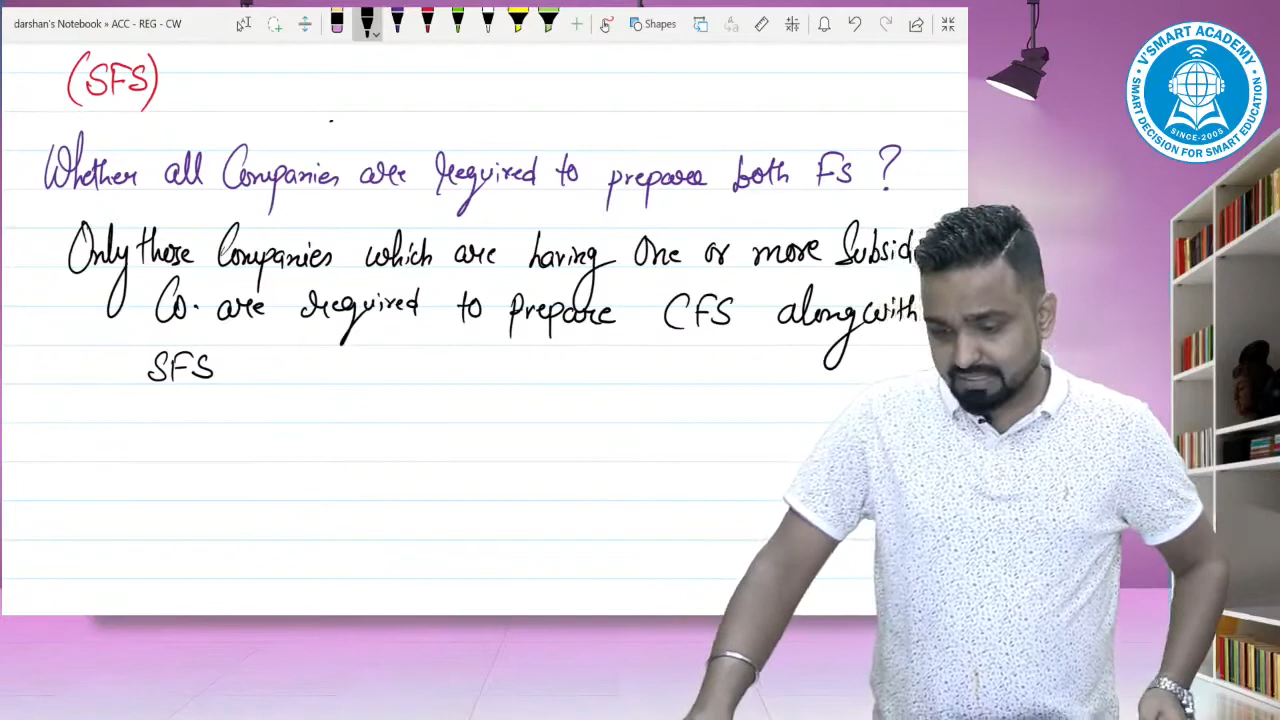 darshan's Notebook » ACC - REG - CW
Shapes
(SFS)
Whether all Companies are required to prepare both FS ?
Only those Companies which are having One or more Subsid
Co. are required to prepare CFS alongwith
SFS
V'SMART ACADEMY
SINCE-2005
SMART DECISION FOR SMART EDUCATION